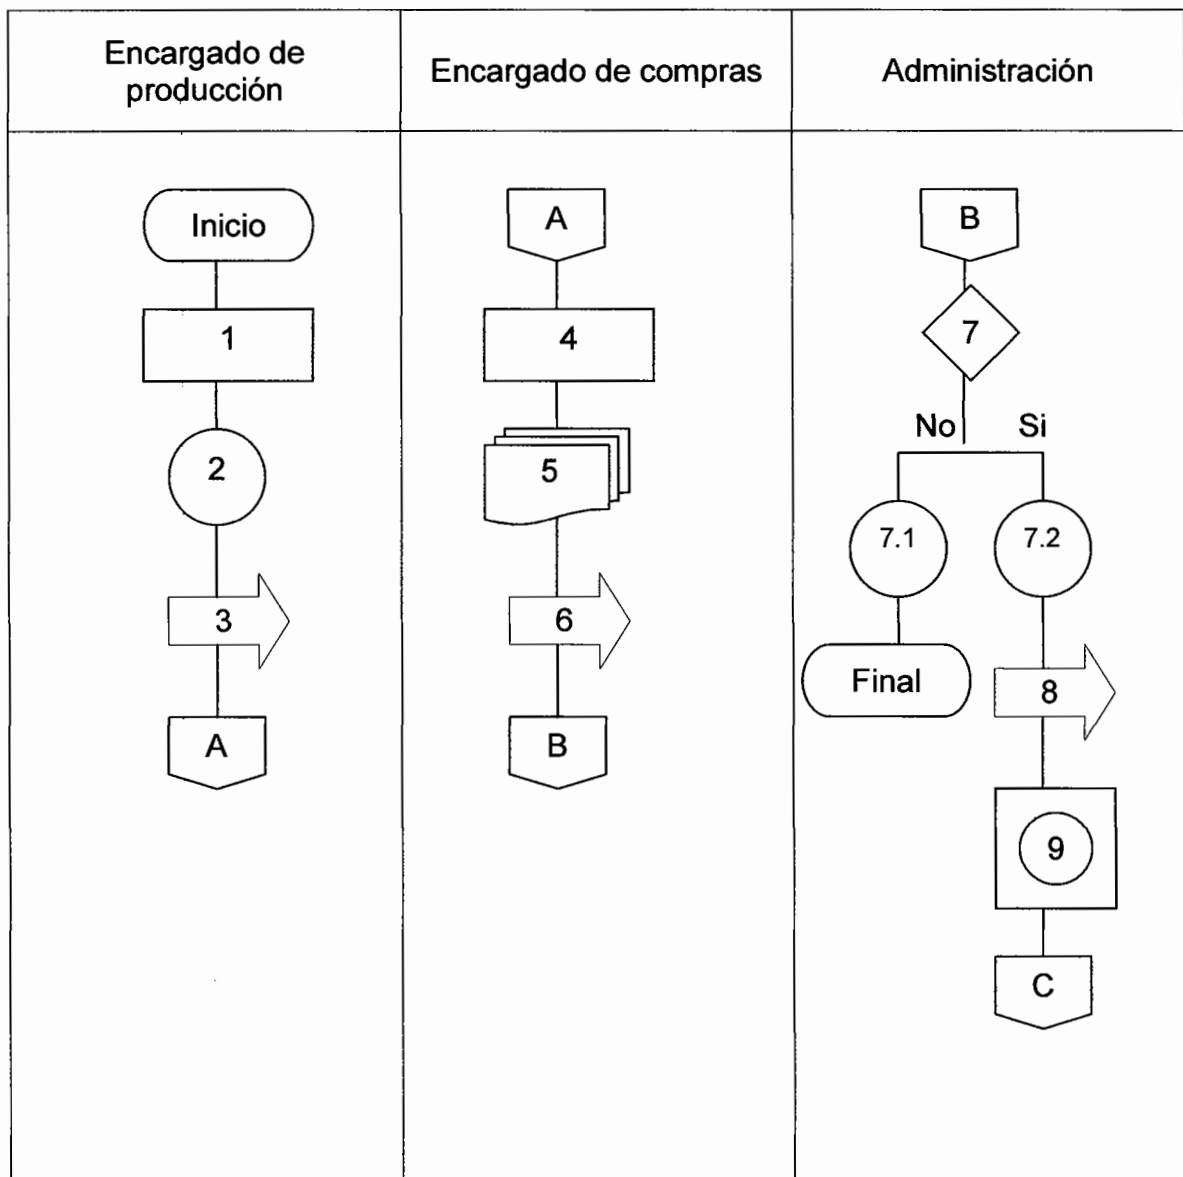 Encargado de
producción
Encargado de compras
Administración
Inicio
1
2
3
A
A
4
5
6
B
B
7
No Si
7.1 7.2
Final
8
9
C